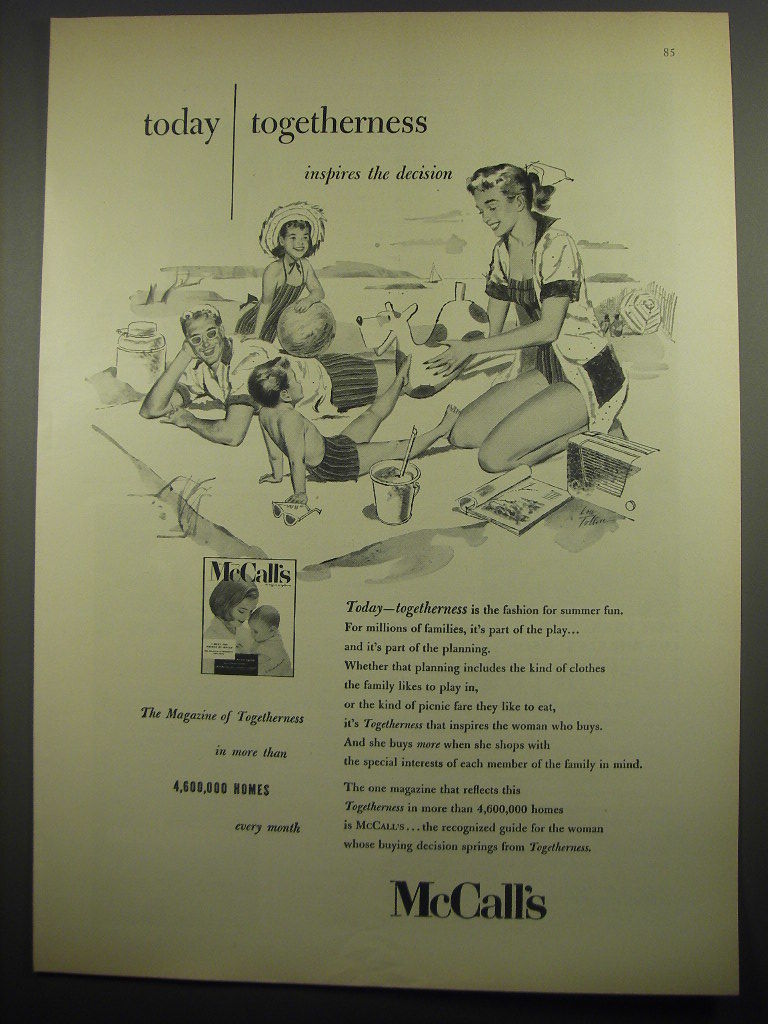 85
today | togetherness
inspires the decision
McCall's
The Magazine of Togetherness
in more than
4,600,000 HOMES
every month
Today—togetherness is the fashion for summer fun.
For millions of families, it's part of the play...
and it's part of the planning.
Whether that planning includes the kind of clothes
the family likes to play in,
or the kind of picnic fare they like to eat,
it's Togetherness that inspires the woman who buys.
And she buys more when she shops with
the special interests of each member of the family in mind.
The one magazine that reflects this
Togetherness in more than 4,600,000 homes
is MCCALL'S...the recognized guide for the woman
whose buying decision springs from Togetherness.
McCall's